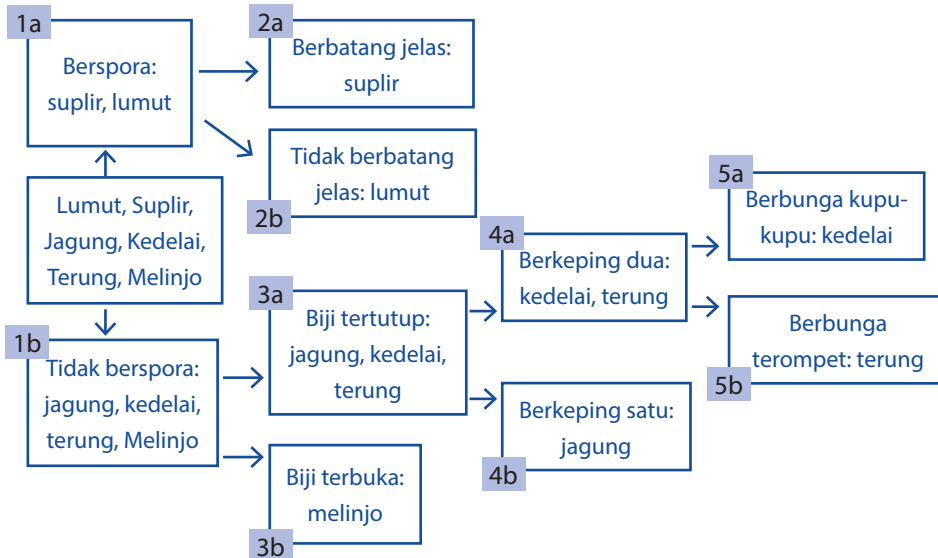 1a
Berspora:
suplir, lumut
2a
Berbatang jelas:
suplir
Tidak berbatang
jelas: lumut
2b
Lumut, Suplir,
Jagung, Kedelai,
Terung, Melinjo
1b
Tidak berspora:
jagung, kedelai,
terung, Melinjo
3a
Biji tertutup:
jagung, kedelai,
terung
Biji terbuka:
melinjo
3b
4a
Berkeping dua:
kedelai, terung
Berkeping satu:
jagung
4b
5a
Berbunga kupu-
kupu: kedelai
Berbunga
terompet: terung
5b